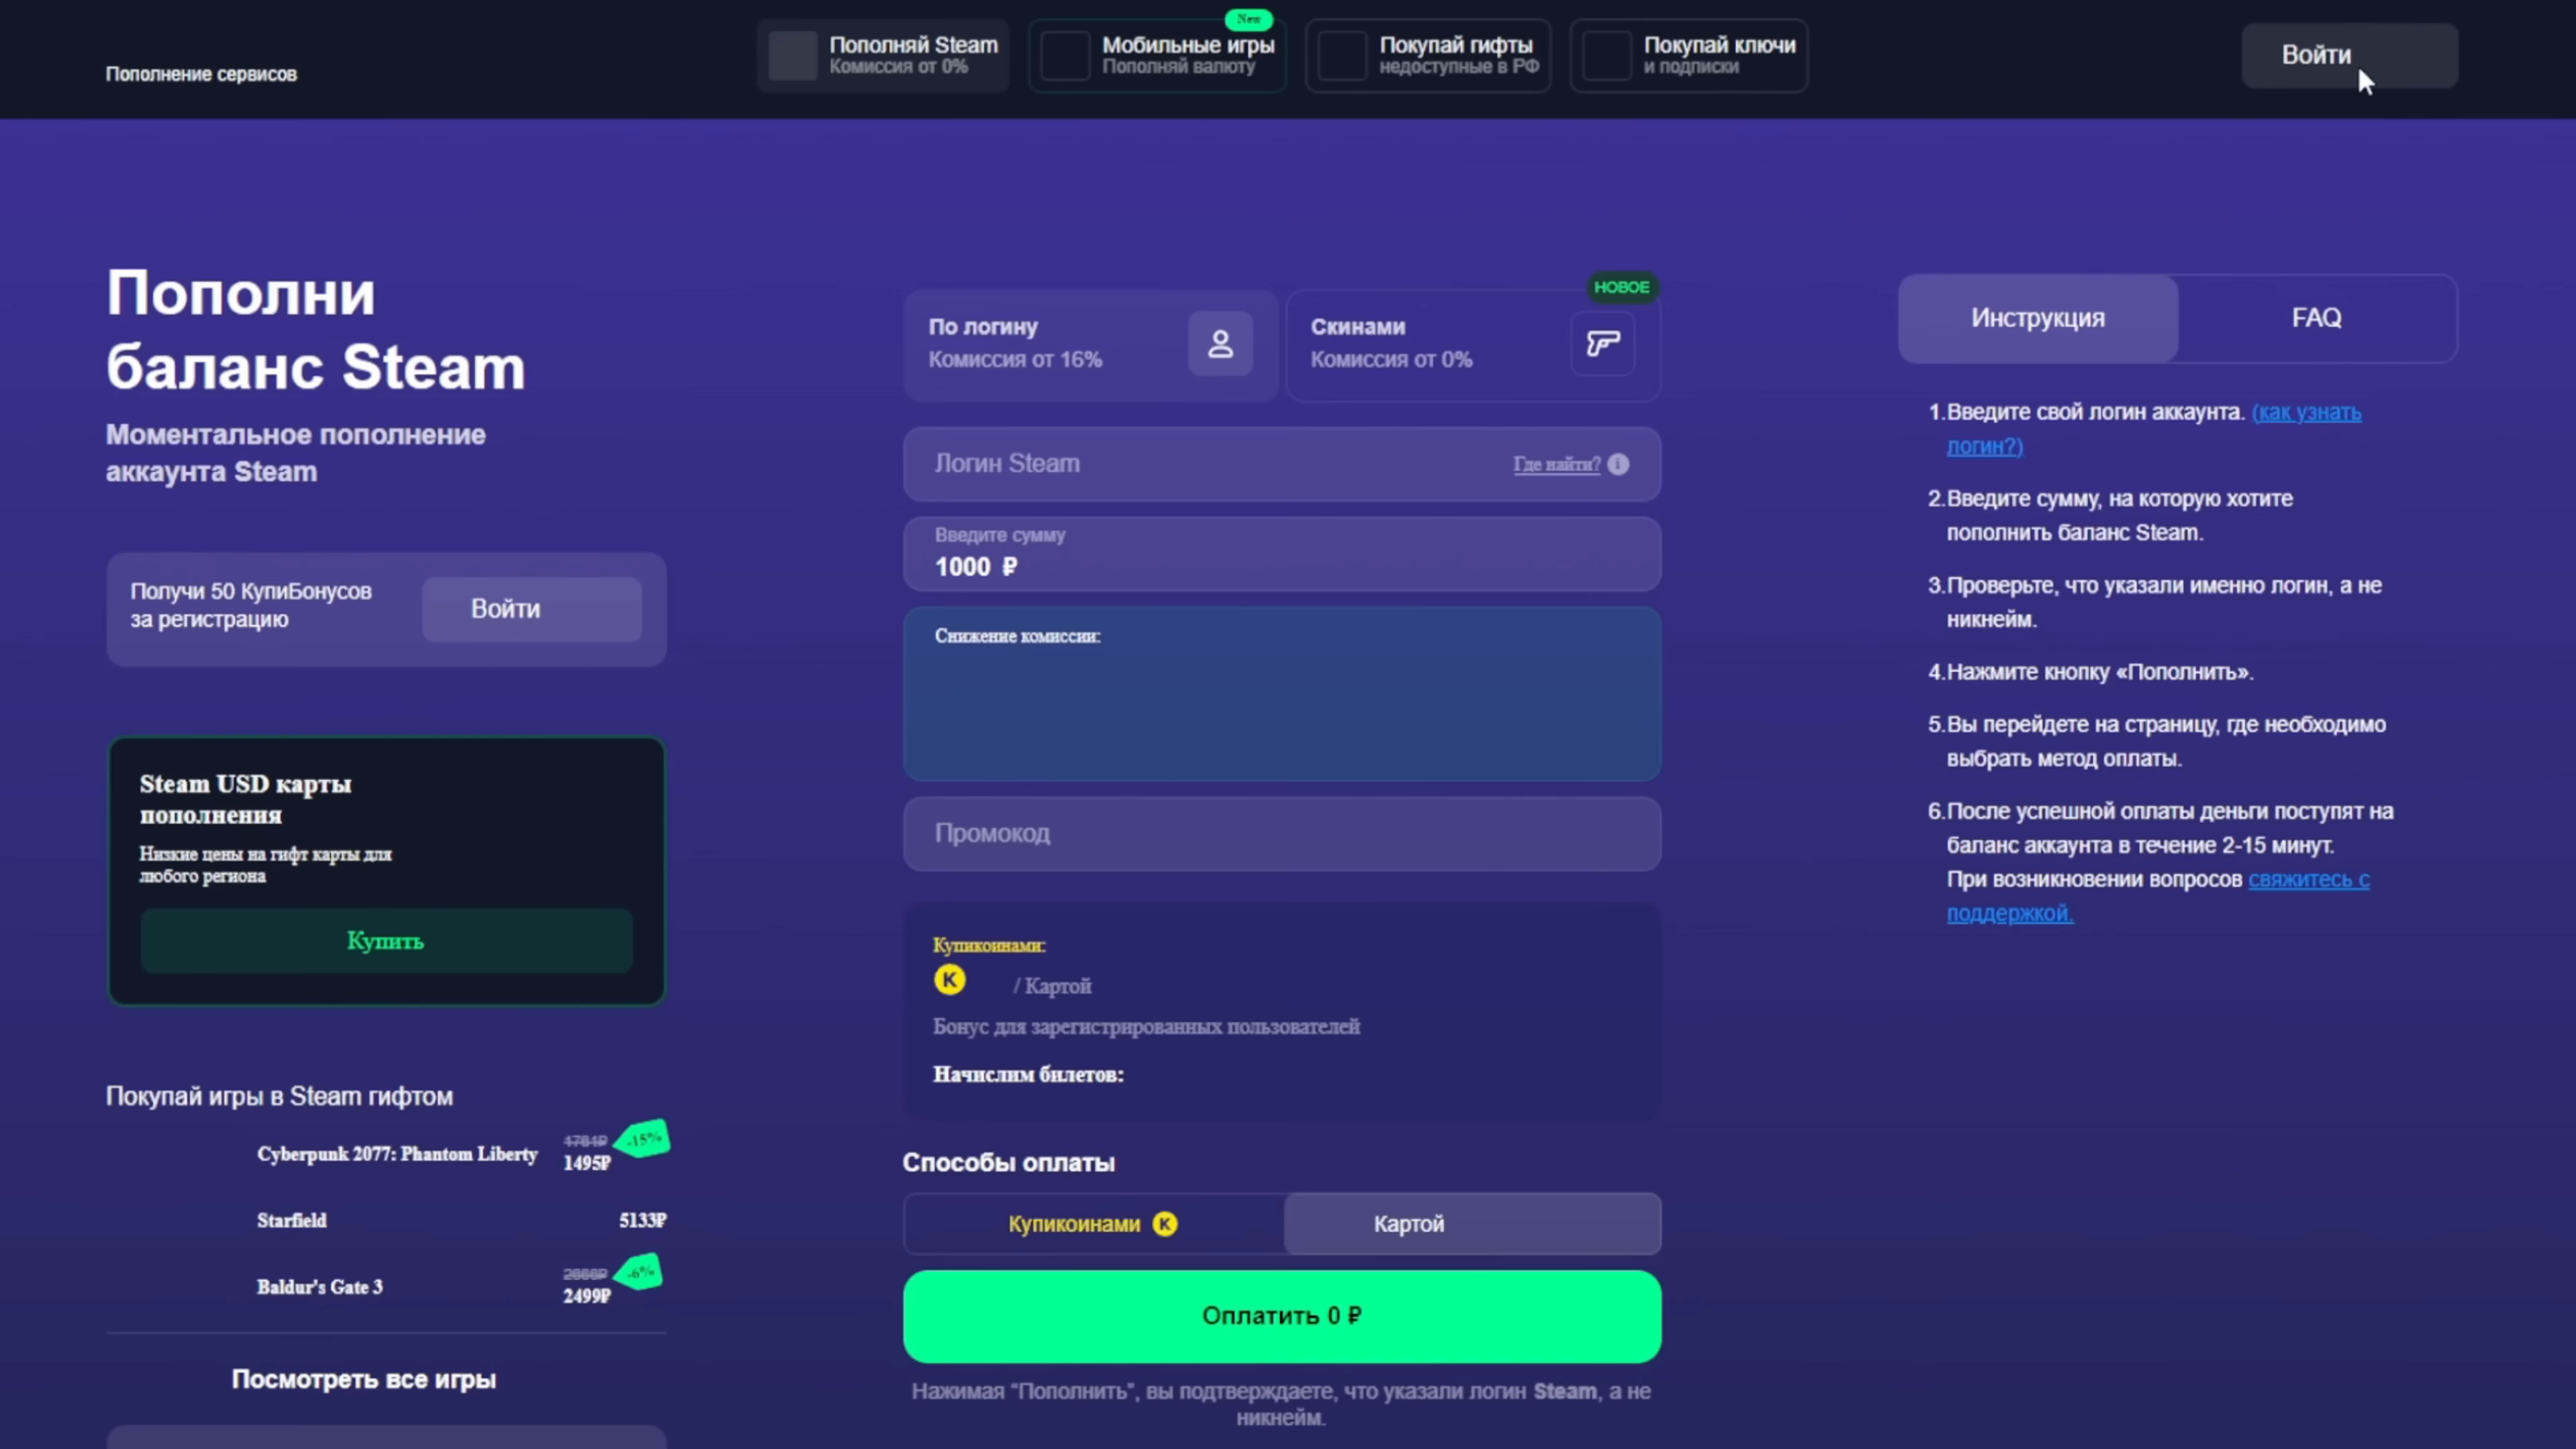 Пополнение сервисов
Пополняй Steam
Комиссия от 0%
New
Мобильные игры
Пополняй валюту
Покупай гифты
недоступные в РФ
Покупай ключи
и подписки
Войти
Пополни
баланс Steam
Моментальное пополнение
аккаунта Steam
Получи 50 КупиБонусов
за регистрацию
Войти
Steam USD карты
пополнения
Низкие цены на гифт карты для
любого региона
Купить
Покупай игры в Steam гифтом
Cyberpunk 2077: Phantom Liberty
1761₽
-15%
1495₽
Starfield
5133₽
Baldur's Gate 3
-6%
2499₽
Посмотреть все игры
По логину
Комиссия от 16%
НОВОЕ
Скинами
Комиссия от 0%
Логин Steam
Где найти?
Введите сумму
1000 ₽
Снижение комиссии:
Промокод
Купикоинами:
K
/ Картой
Бонус для зарегистрированных пользователей
Начислим билетов:
Способы оплаты
Купикоинами K
Картой
Оплатить 0 ₽
Нажимая “Пополнить”, вы подтверждаете, что указали логин Steam, а не
никнейм.
Инструкция
FAQ
1.Введите свой логин аккаунта. (как узнать
логин?)
2.Введите сумму, на которую хотите
пополнить баланс Steam.
3.Проверьте, что указали именно логин, а не
никнейм.
4.Нажмите кнопку «Пополнить».
5.Вы перейдете на страницу, где необходимо
выбрать метод оплаты.
6.После успешной оплаты деньги поступят на
баланс аккаунта в течение 2-15 минут.
При возникновении вопросов свяжитесь с
поддержкой.